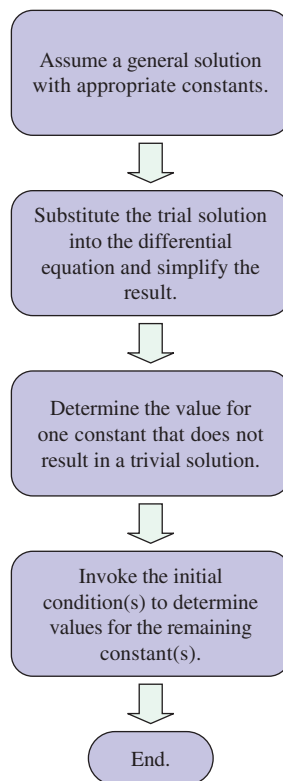 Assume a general solution
with appropriate constants.
Substitute the trial solution
into the differential
equation and simplify the
result.
Determine the value for
one constant that does not
result in a trivial solution.
Invoke the initial
condition(s) to determine
values for the remaining
constant(s).
End.